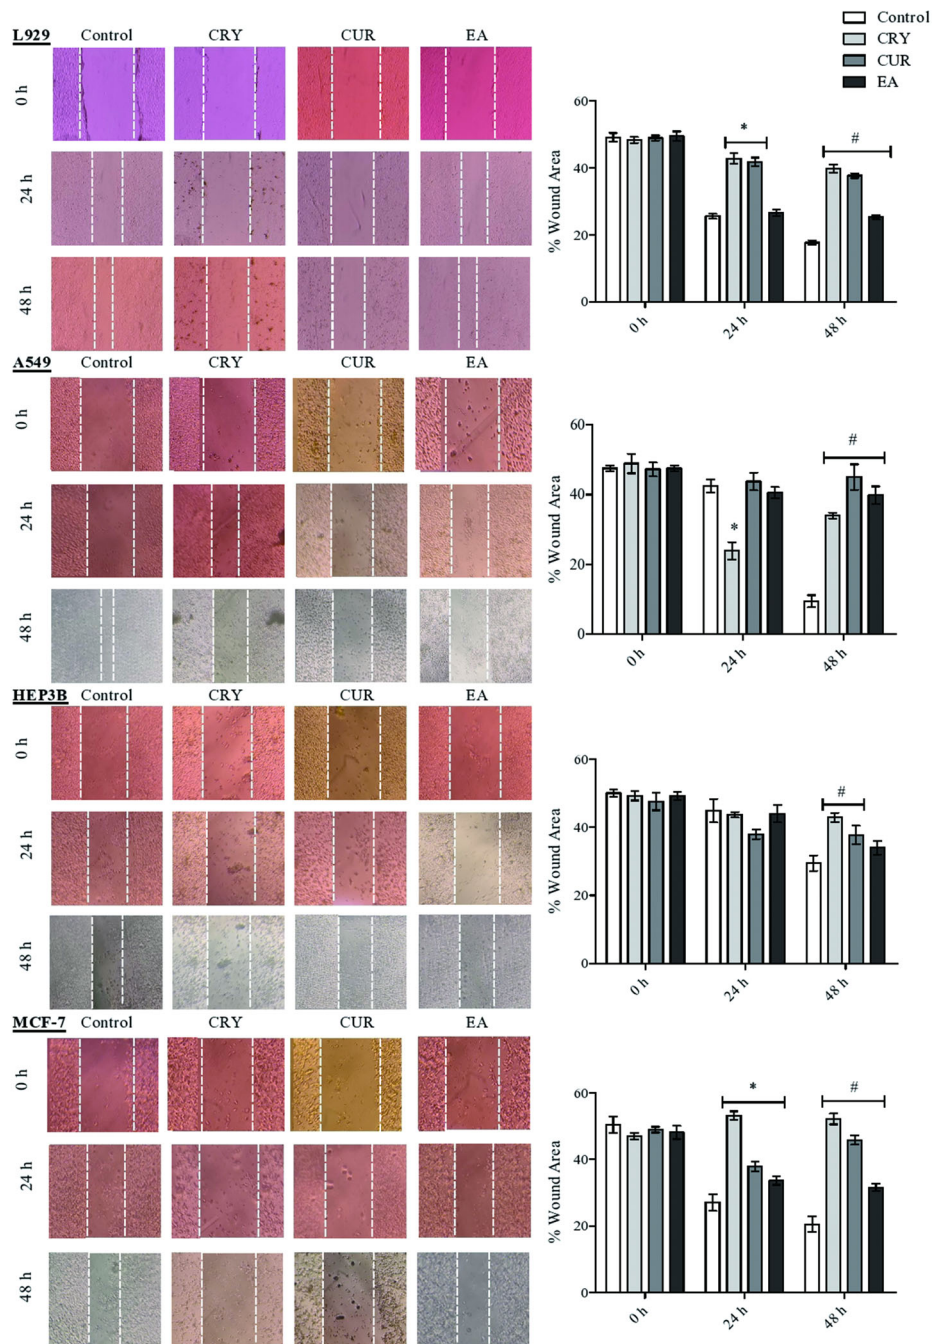 Control
CRY
CUR
EA
L929 Control CRY CUR EA
0 h
24 h
48 h
% Wound Area
60
40
20
0
*
#
0 h 24 h 48 h
A549 Control CRY CUR EA
0 h
24 h
48 h
% Wound Area
60
40
20
0
*
#
0 h 24 h 48 h
HEP3B Control CRY CUR EA
0 h
24 h
48 h
% Wound Area
60
40
20
0
#
0 h 24 h 48 h
MCF-7 Control CRY CUR EA
0 h
24 h
48 h
% Wound Area
60
40
20
0
*
#
0 h 24 h 48 h